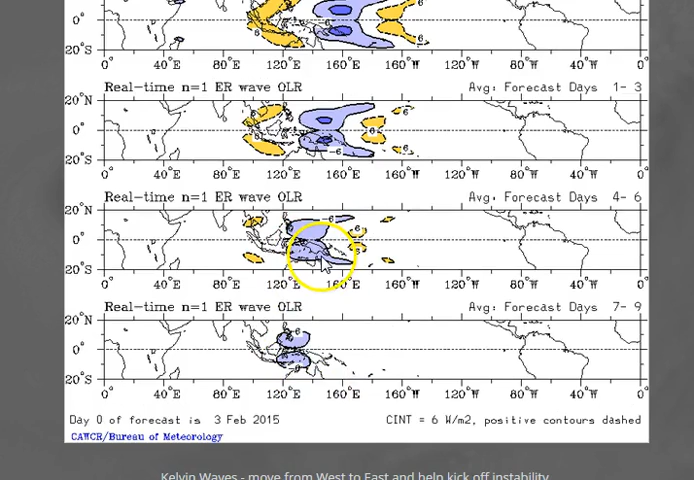 0°
20°S
0° 40°E 80°E 120°E 160°E 160°W 120°W 80°W 40°W 0°
Real-time n=1 ER wave OLR Avg: Forecast Days 1- 3
20°N
0°
20°S
0° 40°E 80°E 120°E 160°E 160°W 120°W 80°W 40°W 0°
Real-time n=1 ER wave OLR Avg: Forecast Days 4- 6
20°N
0°
20°S
0° 40°E 80°E 120°E 160°E 160°W 120°W 80°W 40°W 0°
Real-time n=1 ER wave OLR Avg: Forecast Days 7- 9
20°N
0°
20°S
0° 40°E 80°E 120°E 160°E 160°W 120°W 80°W 40°W 0°
Day 0 of forecast is 3 Feb 2015 CINT = 6 W/m2, positive contours dashed
CAWCR/Bureau of Meteorology
Kelvin Waves - move from West to East and help kick off instability